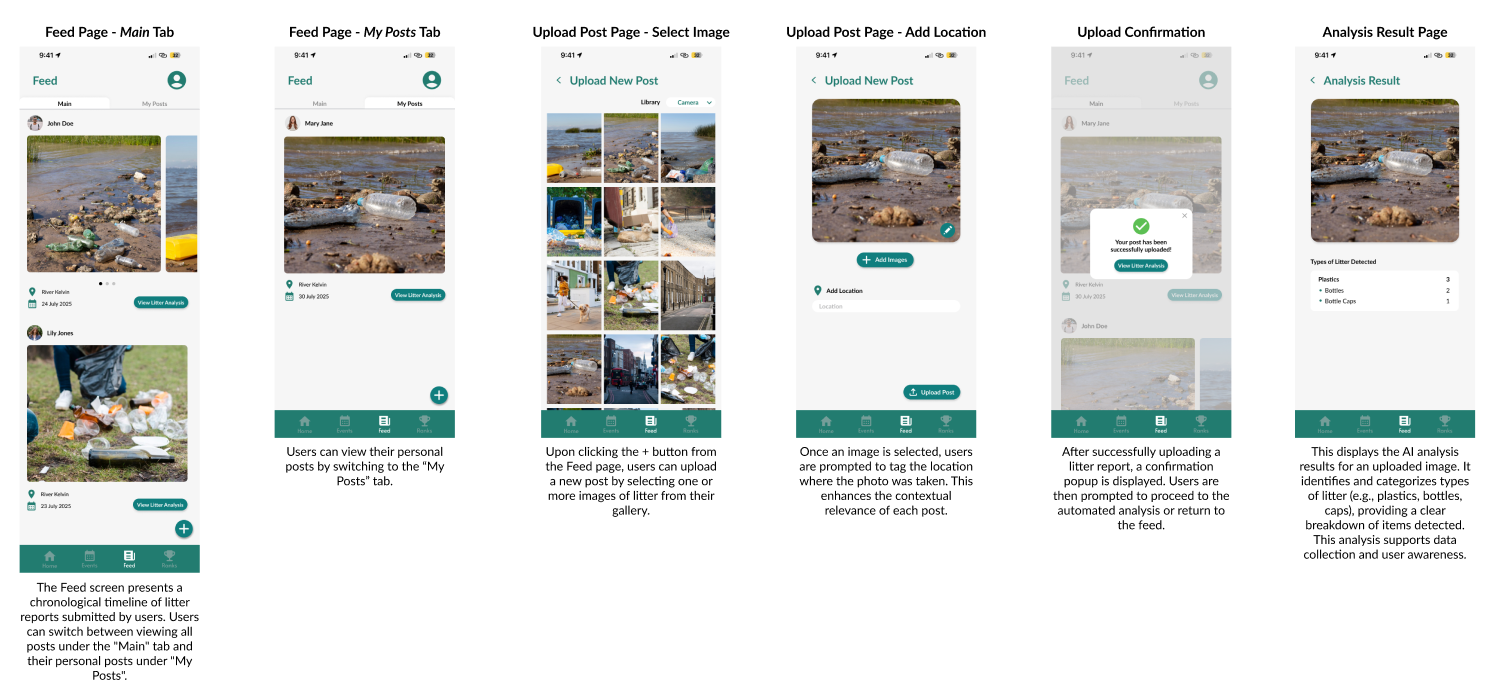 Feed Page - Main Tab
9:41
Feed
Main
My Posts
John Doe
River Kelvin
24 July 2025
View Litter Analysis
Lily Jones
River Kelvin
23 July 2025
View Litter Analysis
Home
Events
Feed
Ranks
The Feed screen presents a
chronological timeline of litter
reports submitted by users. Users
can switch between viewing all
posts under the "Main" tab and
their personal posts under "My
Posts".
Feed Page - My Posts Tab
9:41
Feed
Main
My Posts
Mary Jane
River Kelvin
30 July 2025
View Litter Analysis
Home
Events
Feed
Ranks
Users can view their personal
posts by switching to the "My
Posts" tab.
Upload Post Page - Select Image
9:41
Upload New Post
Library
Camera
Home
Events
Feed
Ranks
Upon clicking the + button from
the Feed page, users can upload
a new post by selecting one or
more images of litter from their
gallery.
Upload Post Page - Add Location
9:41
Upload New Post
Add Images
Add Location
Location
Upload Post
Home
Events
Feed
Ranks
Once an image is selected, users
are prompted to tag the location
where the photo was taken. This
enhances the contextual
relevance of each post.
Upload Confirmation
9:41
Feed
Main
My Posts
Mary Jane
Your post has been
successfully uploaded!
View Litter Analysis
River Kelvin
30 July 2025
View Litter Analysis
John Doe
Home
Events
Feed
Ranks
After successfully uploading a
litter report, a confirmation
popup is displayed. Users are
then prompted to proceed to the
automated analysis or return to
the feed.
Analysis Result Page
9:41
Analysis Result
Types of Litter Detected
Plastics 3
• Bottles 2
• Bottle Caps 1
Home
Events
Feed
Ranks
This displays the AI analysis
results for an uploaded image. It
identifies and categorizes types
of litter (e.g., plastics, bottles,
caps), providing a clear
breakdown of items detected.
This analysis supports data
collection and user awareness.